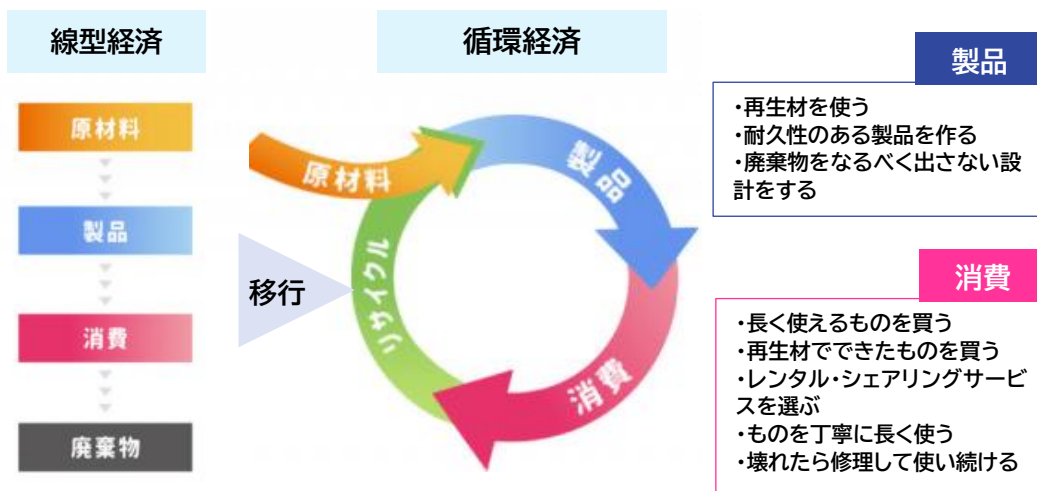 線型経済
原材料
製品
消費
廃棄物
移行
循環経済
原材料
製品
消費
リサイクル
製品
・再生材を使う
・耐久性のある製品を作る
・廃棄物をなるべく出さない設
計をする
消費
・長く使えるものを買う
・再生材でできたものを買う
・レンタル・シェアリングサービ
スを選ぶ
・ものを丁寧に長く使う
・壊れたら修理して使い続ける